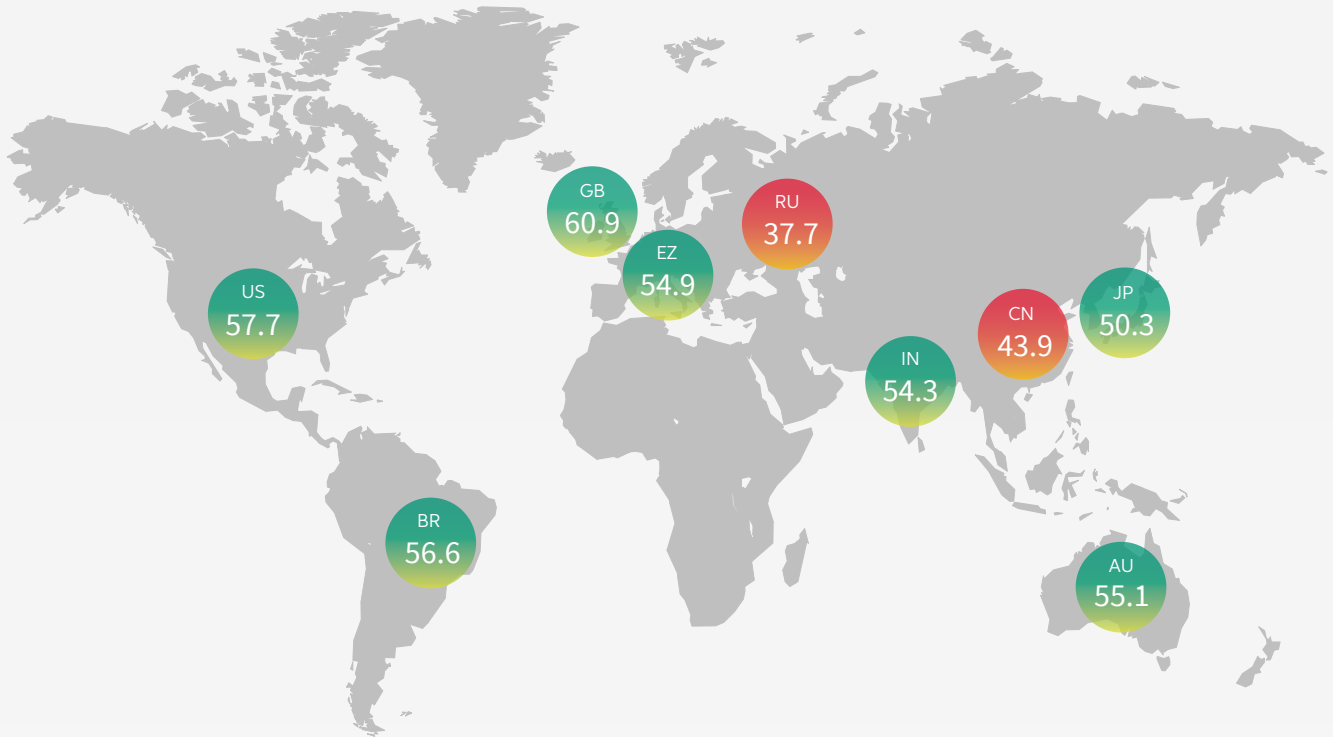 GB
60.9
RU
37.7
EZ
54.9
US
57.7
JP
50.3
CN
43.9
IN
54.3
BR
56.6
AU
55.1